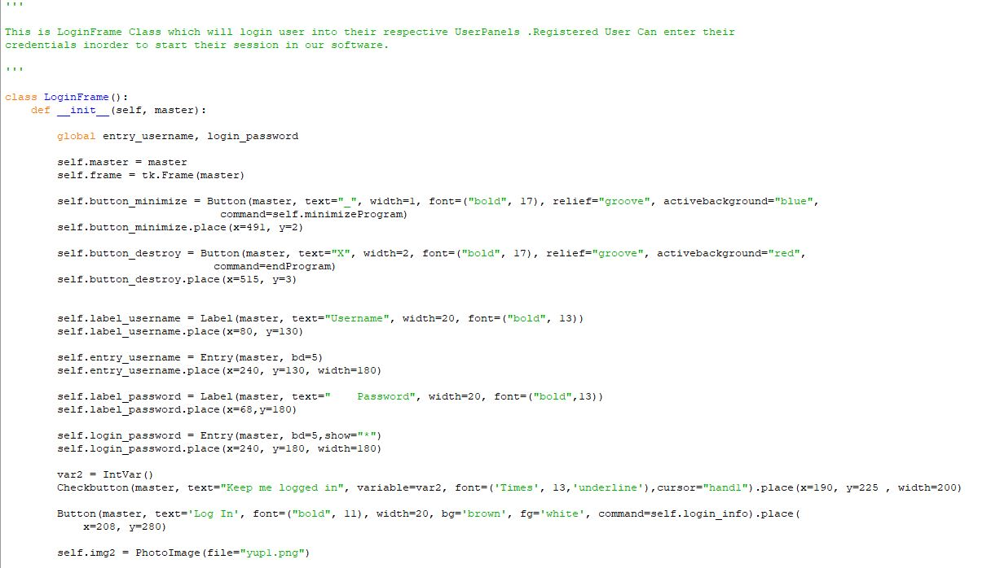 '''
This is LoginFrame Class which will login user into their respective UserPanels .Registered User Can enter their
credentials inorder to start their session in our software.
'''
class LoginFrame():
    def __init__(self, master):
        global entry_username, login_password
        self.master = master
        self.frame = tk.Frame(master)
        self.button_minimize = Button(master, text="_", width=1, font=("bold", 17), relief="groove", activebackground="blue",
                                 command=self.minimizeProgram)
        self.button_minimize.place(x=491, y=2)
        self.button_destroy = Button(master, text="X", width=2, font=("bold", 17), relief="groove", activebackground="red",
                                command=endProgram)
        self.button_destroy.place(x=515, y=3)
        self.label_username = Label(master, text="Username", width=20, font=("bold", 13))
        self.label_username.place(x=80, y=130)
        self.entry_username = Entry(master, bd=5)
        self.entry_username.place(x=240, y=130, width=180)
        self.label_password = Label(master, text="    Password", width=20, font=("bold",13))
        self.label_password.place(x=68,y=180)
        self.login_password = Entry(master, bd=5,show="*")
        self.login_password.place(x=240, y=180, width=180)
        var2 = IntVar()
        Checkbutton(master, text="Keep me logged in", variable=var2, font=('Times', 13,'underline'),cursor="hand1").place(x=190, y=225 , width=200)
        Button(master, text='Log In', font=("bold", 11), width=20, bg='brown', fg='white', command=self.login_info).place(
            x=208, y=280)
        self.img2 = PhotoImage(file="yup1.png")